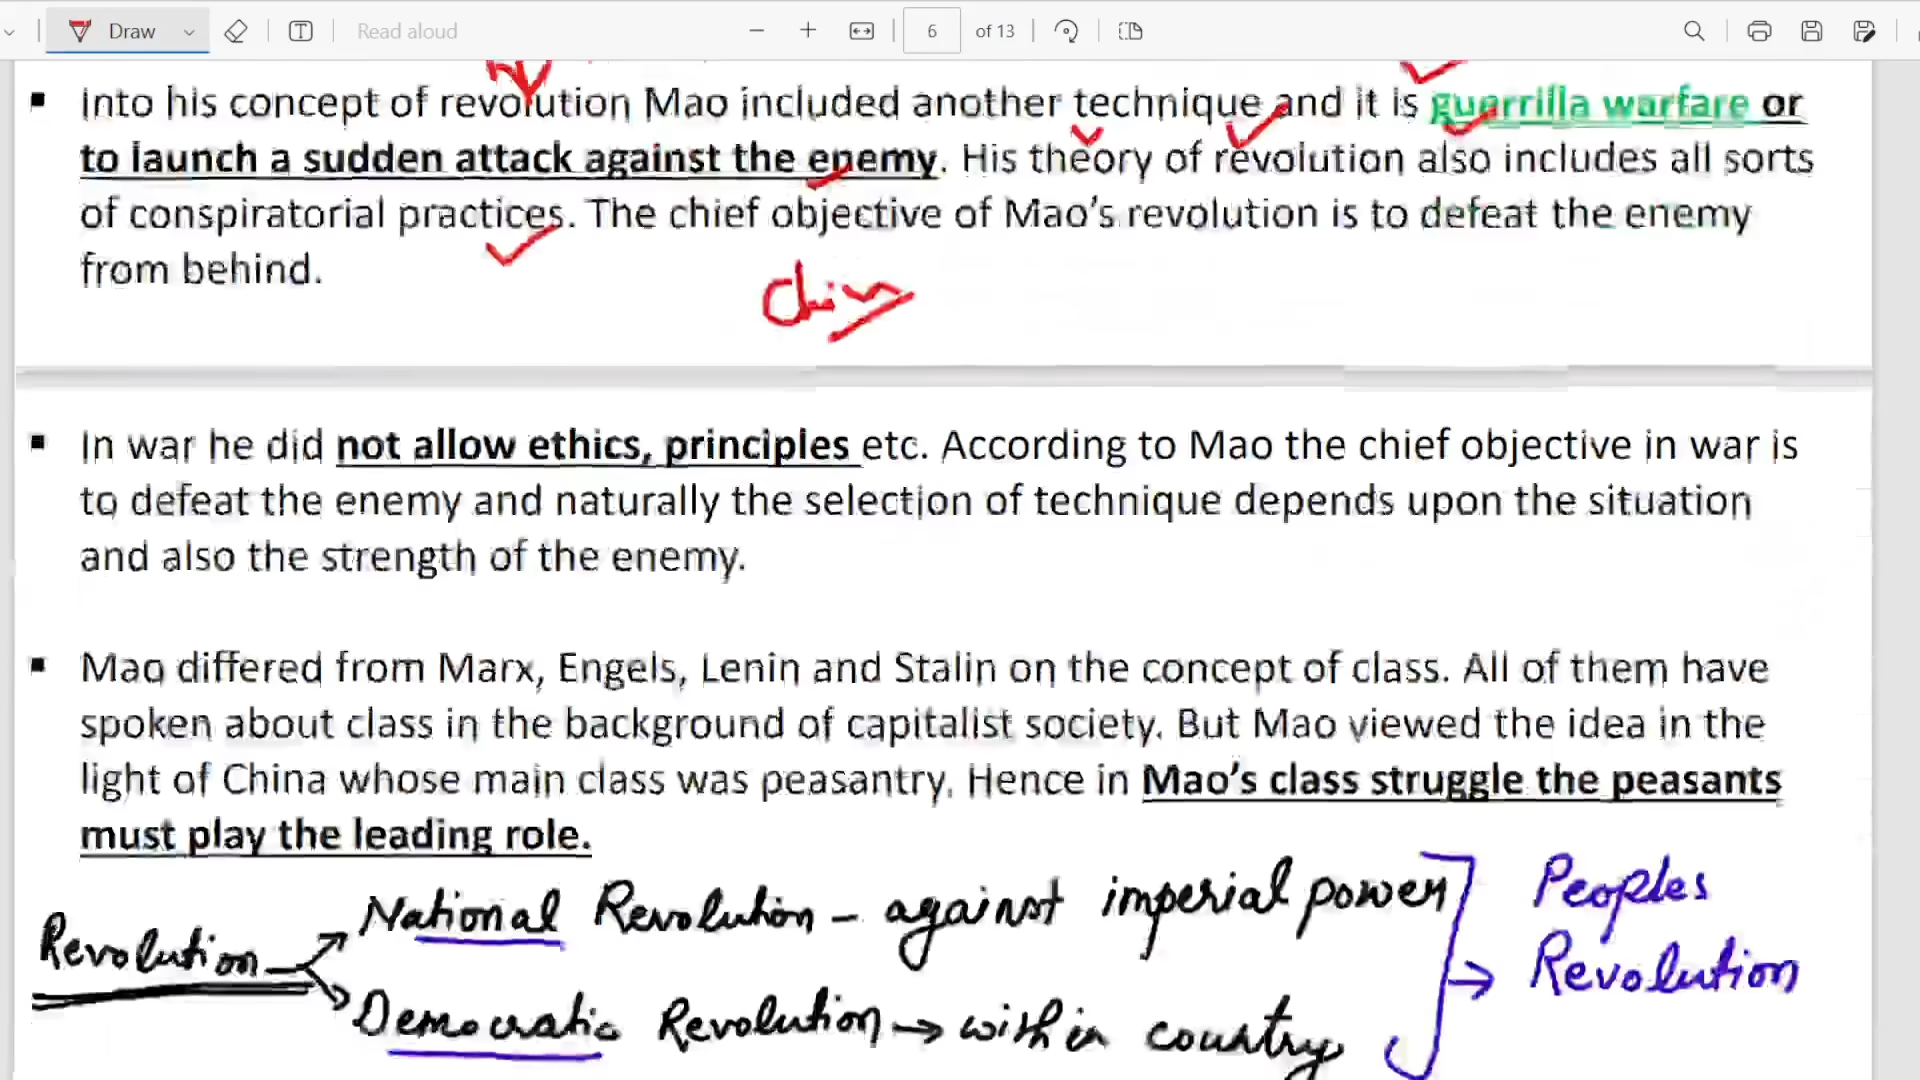 Draw
Read aloud
6 of 13
Into his concept of revolution Mao included another technique and it is guerrilla warfare or
to launch a sudden attack against the enemy. His theory of revolution also includes all sorts
of conspiratorial practices. The chief objective of Mao's revolution is to defeat the enemy
from behind.
In war he did not allow ethics, principles etc. According to Mao the chief objective in war is
to defeat the enemy and naturally the selection of technique depends upon the situation
and also the strength of the enemy.
Mao differed from Marx, Engels, Lenin and Stalin on the concept of class. All of them have
spoken about class in the background of capitalist society. But Mao viewed the idea in the
light of China whose main class was peasantry. Hence in Mao's class struggle the peasants
must play the leading role.
Revolution
National Revolution - against imperial power
Democratic Revolution → within country
→ Peoples
Revolution